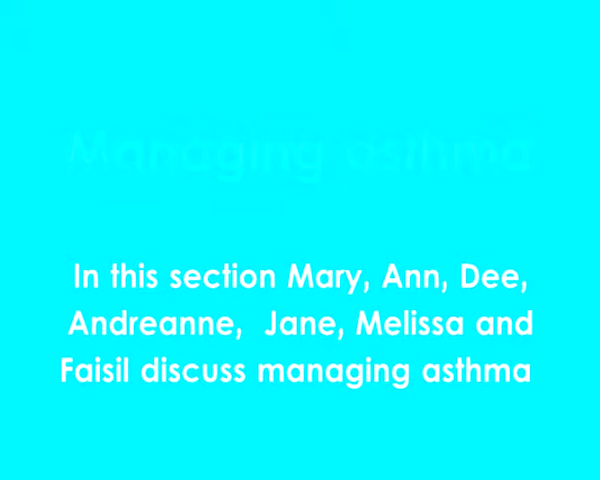 Managing asthma
In this section Mary, Ann, Dee,
Andreanne, Jane, Melissa and
Faisil discuss managing asthma